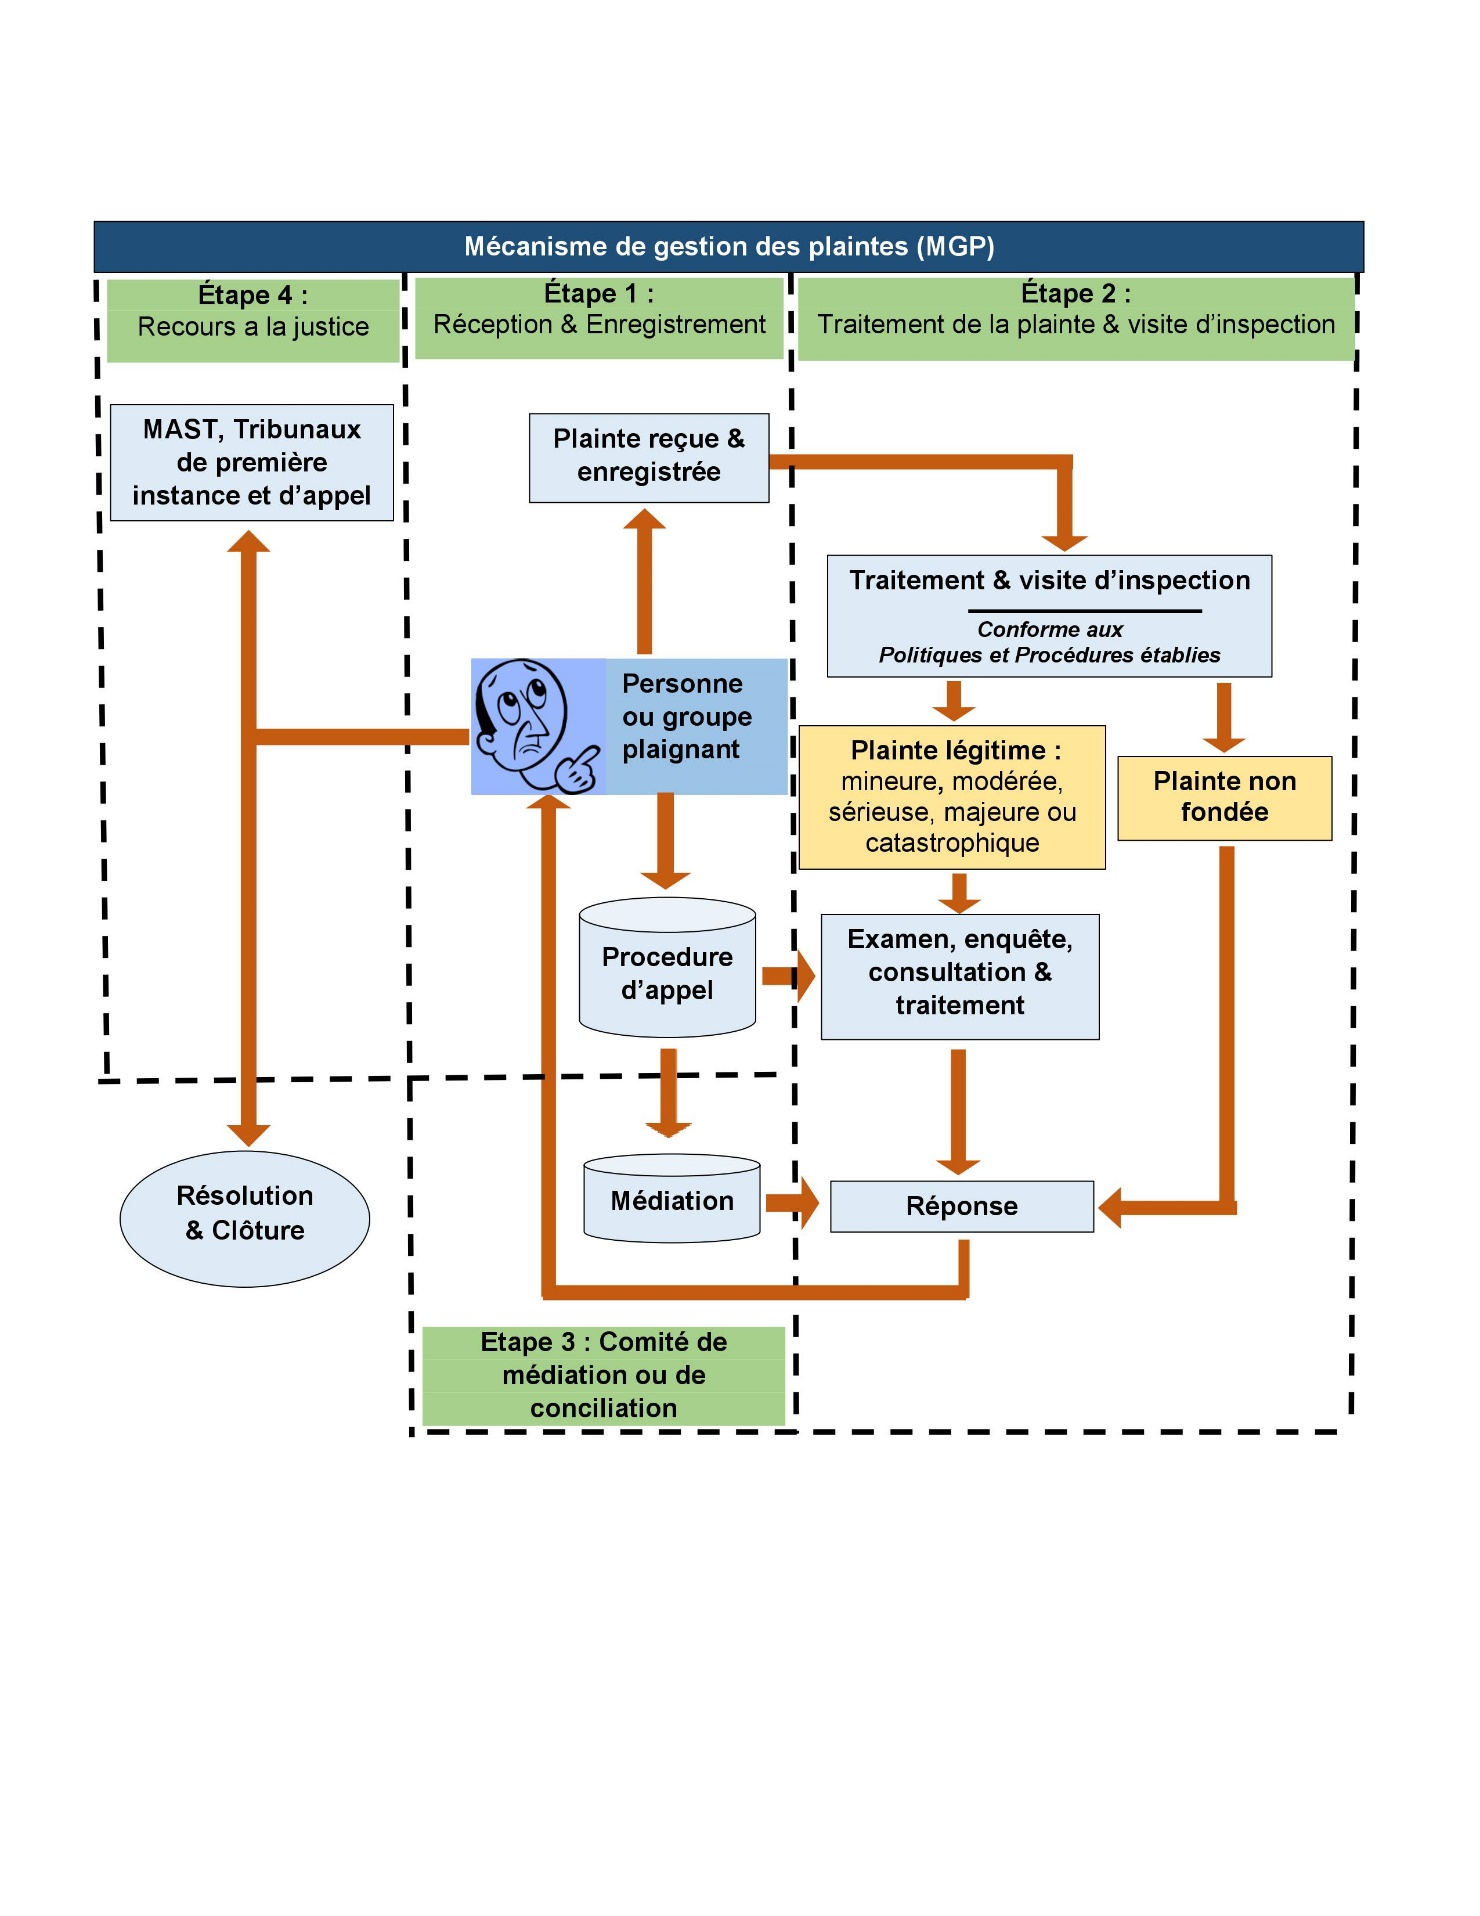 Mécanisme de gestion des plaintes (MGP)
Étape 4 :
Recours a la justice
Étape 1 :
Réception & Enregistrement
Étape 2 :
Traitement de la plainte & visite d’inspection
MAST, Tribunaux
de première
instance et d’appel
Plainte reçue &
enregistrée
Traitement & visite d’inspection
Conforme aux
Politiques et Procédures établies
Personne
ou groupe
plaignant
Plainte légitime :
mineure, modérée,
sérieuse, majeure ou
catastrophique
Plainte non
fondée
Procedure
d’appel
Examen, enquête,
consultation &
traitement
Résolution
& Clôture
Médiation
Réponse
Etape 3 : Comité de
médiation ou de
conciliation